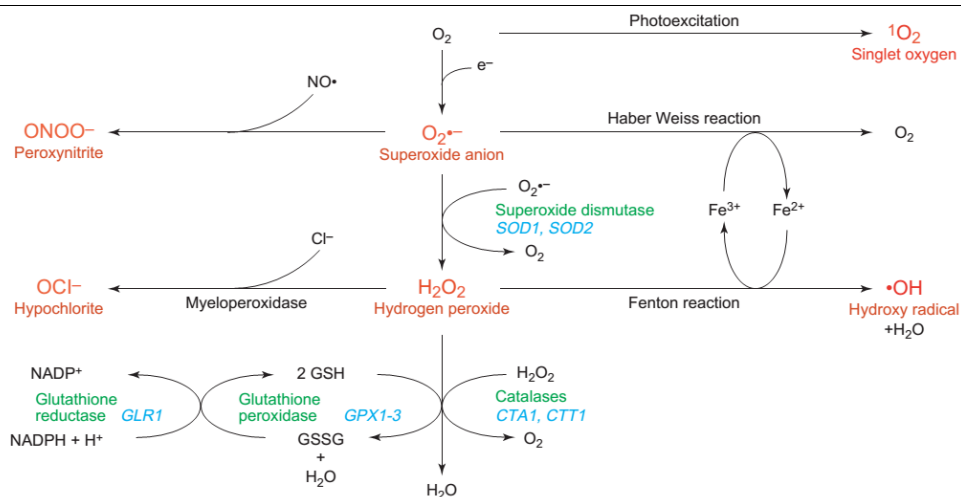 Photoexcitation
O₂
¹O₂
Singlet oxygen
e⁻
NO•
ONOO⁻
Peroxynitrite
O₂•⁻
Superoxide anion
Haber Weiss reaction
O₂
O₂•⁻
Superoxide dismutase
SOD1, SOD2
O₂
Fe³⁺
Fe²⁺
Cl⁻
OCl⁻
Hypochlorite
Myeloperoxidase
H₂O₂
Hydrogen peroxide
Fenton reaction
•OH
Hydroxy radical
+H₂O
NADP⁺
2 GSH
H₂O₂
Glutathione
reductase GLR1
Glutathione
peroxidase GPX1-3
Catalases
CTA1, CTT1
NADPH + H⁺
GSSG
+
H₂O
O₂
H₂O